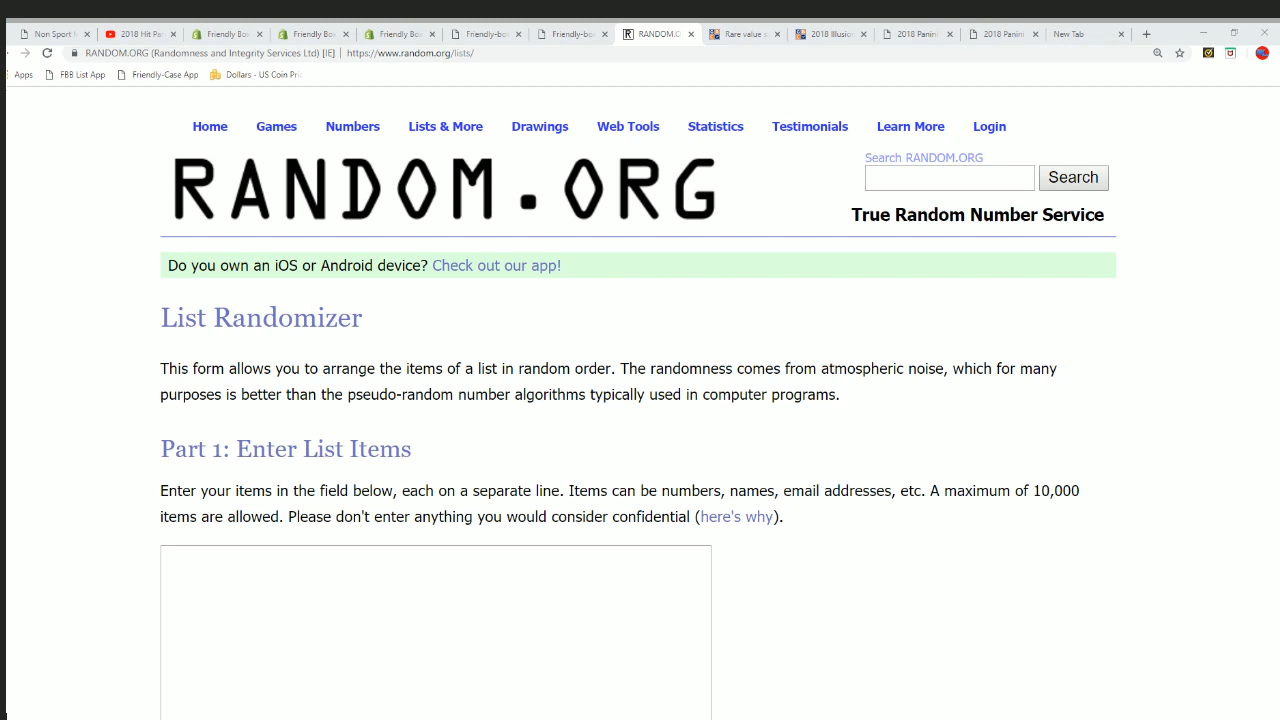 Non Sport
2018 Hit Pa
Friendly Bo
Friendly Bo
Friendly Bo
Friendly-bo
Friendly-bo
RANDOM.O
Rare value
2018 Illusio
2018 Panini
2018 Panini
New Tab
RANDOM.ORG (Randomness and Integrity Services Ltd) [IE] | https://www.random.org/lists/
Apps FBB List App Friendly-Case App Dollars - US Coin Pri
Home Games Numbers Lists & More Drawings Web Tools Statistics Testimonials Learn More Login
RANDOM.ORG
Search RANDOM.ORG
Search
True Random Number Service
Do you own an iOS or Android device? Check out our app!
List Randomizer
This form allows you to arrange the items of a list in random order. The randomness comes from atmospheric noise, which for many
purposes is better than the pseudo-random number algorithms typically used in computer programs.
Part 1: Enter List Items
Enter your items in the field below, each on a separate line. Items can be numbers, names, email addresses, etc. A maximum of 10,000
items are allowed. Please don't enter anything you would consider confidential (here's why).